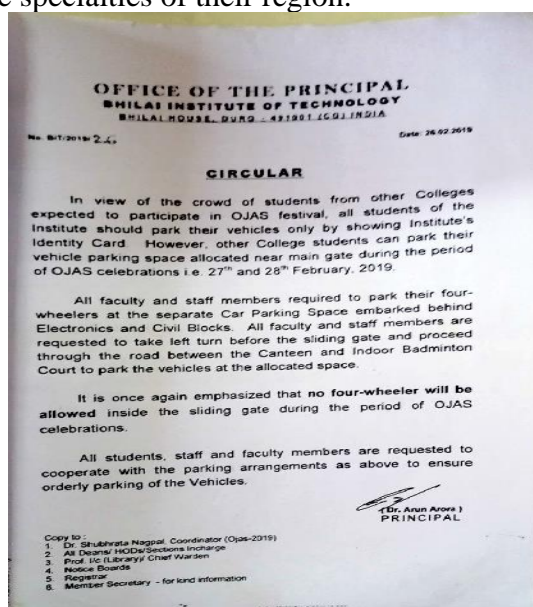 e specialties of their region.
OFFICE OF THE PRINCIPAL
BHILAI INSTITUTE OF TECHNOLOGY
BHILAI HOUSE, DURG - 491001 (CG) INDIA
No. BIT/2019/26
Date: 26.02.2019
CIRCULAR
In view of the crowd of students from other Colleges
expected to participate in OJAS festival, all students of the
Institute should park their vehicles only by showing Institute's
Identity Card. However, other College students can park their
vehicle parking space allocated near main gate during the period
of OJAS celebrations i.e. 27th and 28th February, 2019.
All faculty and staff members required to park their four-
wheelers at the separate Car Parking Space embarked behind
Electronics and Civil Blocks. All faculty and staff members are
requested to take left turn before the sliding gate and proceed
through the road between the Canteen and Indoor Badminton
Court to park the vehicles at the allocated space.
It is once again emphasized that no four-wheeler will be
allowed inside the sliding gate during the period of OJAS
celebrations.
All students, staff and faculty members are requested to
cooperate with the parking arrangements as above to ensure
orderly parking of the Vehicles.
(Dr. Arun Arora)
PRINCIPAL
Copy to :
1. Dr. Shubhrata Nagpal, Coordinator (Ojas-2019)
2. All Deans/ HODs/Sections Incharge
3. Prof. I/c (Library)/ Chief Warden
4. Notice Boards
5. Registrar
6. Member Secretary - for kind information